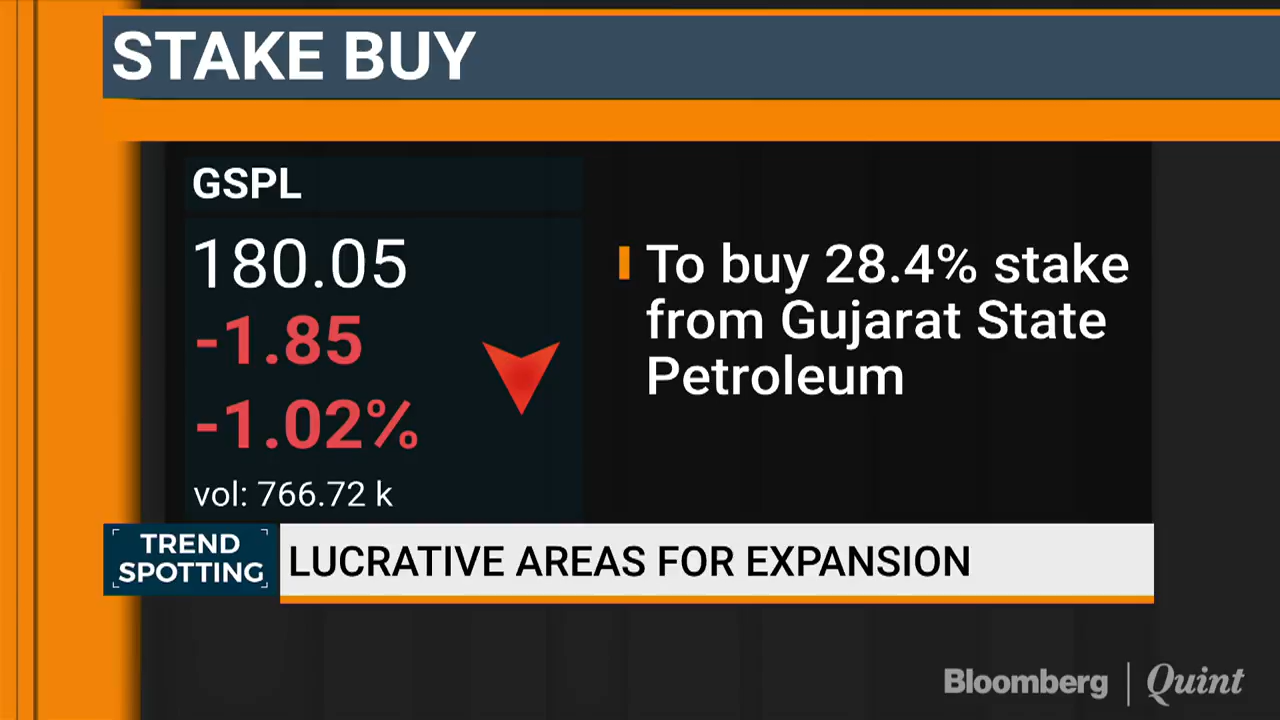 STAKE BUY
GSPL
180.05
-1.85
-1.02%
vol: 766.72 k
To buy 28.4% stake
from Gujarat State
Petroleum
TREND
SPOTTING
LUCRATIVE AREAS FOR EXPANSION
Bloomberg | Quint